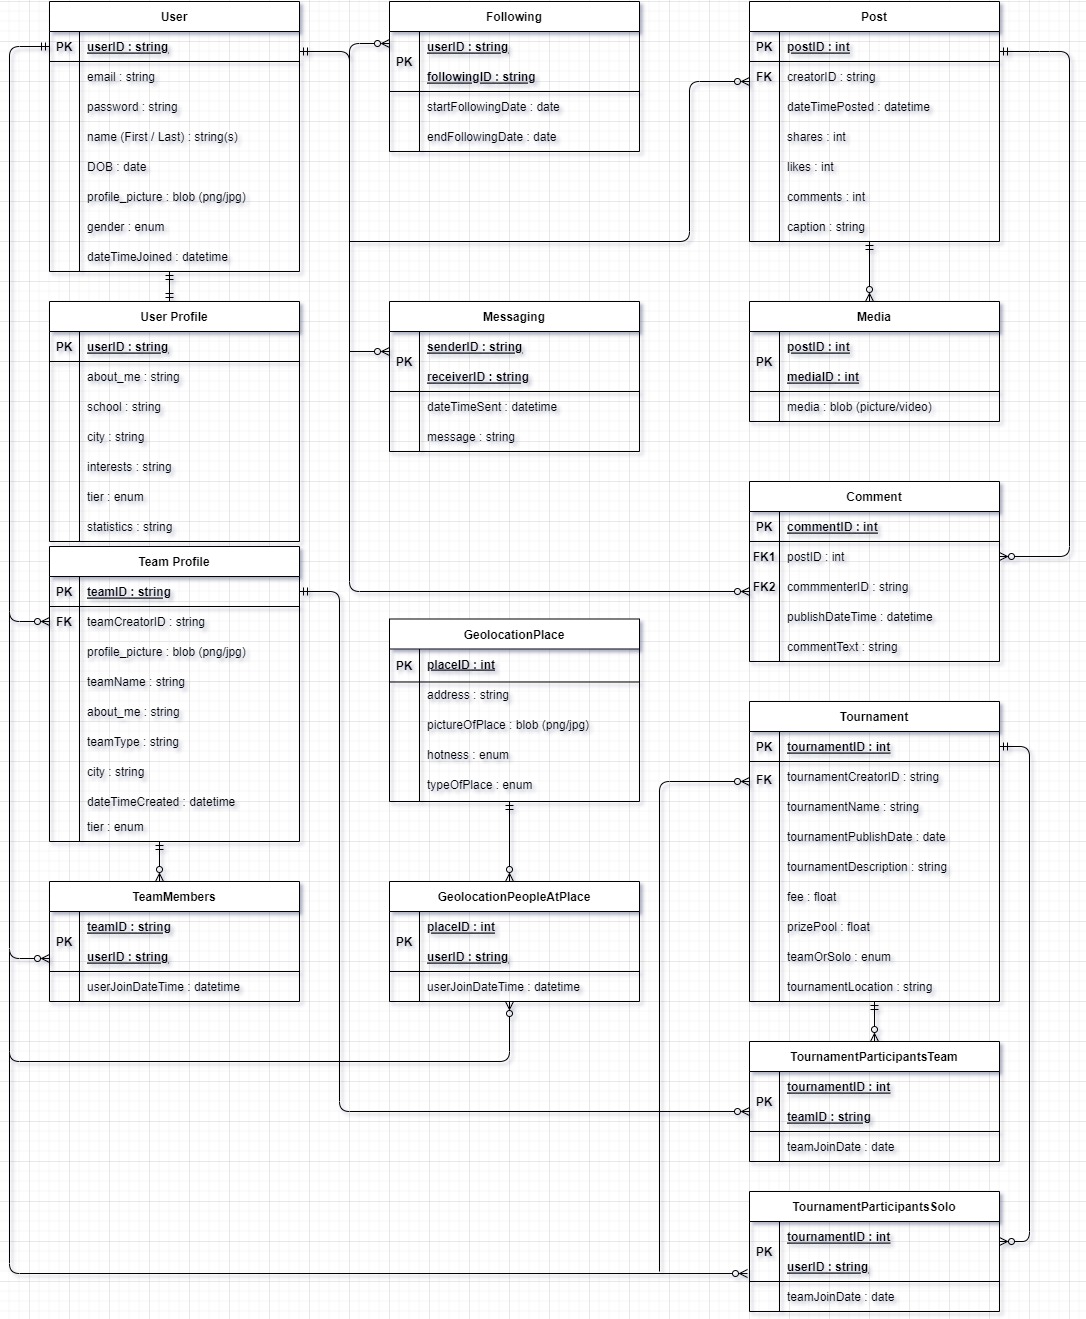 User
PK userID : string
email : string
password : string
name (First / Last) : string(s)
DOB : date
profile_picture : blob (png/jpg)
gender : enum
dateTimeJoined : datetime
Following
PK
userID : string
followingID : string
startFollowingDate : date
endFollowingDate : date
Post
PK postID : int
FK creatorID : string
dateTimePosted : datetime
shares : int
likes : int
comments : int
caption : string
User Profile
PK userID : string
about_me : string
school : string
city : string
interests : string
tier : enum
statistics : string
Messaging
PK
senderID : string
receiverID : string
dateTimeSent : datetime
message : string
Media
PK
postID : int
mediaID : int
media : blob (picture/video)
Comment
PK commentID : int
FK1 postID : int
FK2 commmenterID : string
publishDateTime : datetime
commentText : string
Team Profile
PK teamID : string
FK teamCreatorID : string
profile_picture : blob (png/jpg)
teamName : string
about_me : string
teamType : string
city : string
dateTimeCreated : datetime
tier : enum
GeolocationPlace
PK placeID : int
address : string
pictureOfPlace : blob (png/jpg)
hotness : enum
typeOfPlace : enum
Tournament
PK tournamentID : int
FK tournamentCreatorID : string
tournamentName : string
tournamentPublishDate : date
tournamentDescription : string
fee : float
prizePool : float
teamOrSolo : enum
tournamentLocation : string
TeamMembers
PK
teamID : string
userID : string
userJoinDateTime : datetime
GeolocationPeopleAtPlace
PK
placeID : int
userID : string
userJoinDateTime : datetime
TournamentParticipantsTeam
PK
tournamentID : int
teamID : string
teamJoinDate : date
TournamentParticipantsSolo
PK
tournamentID : int
userID : string
teamJoinDate : date